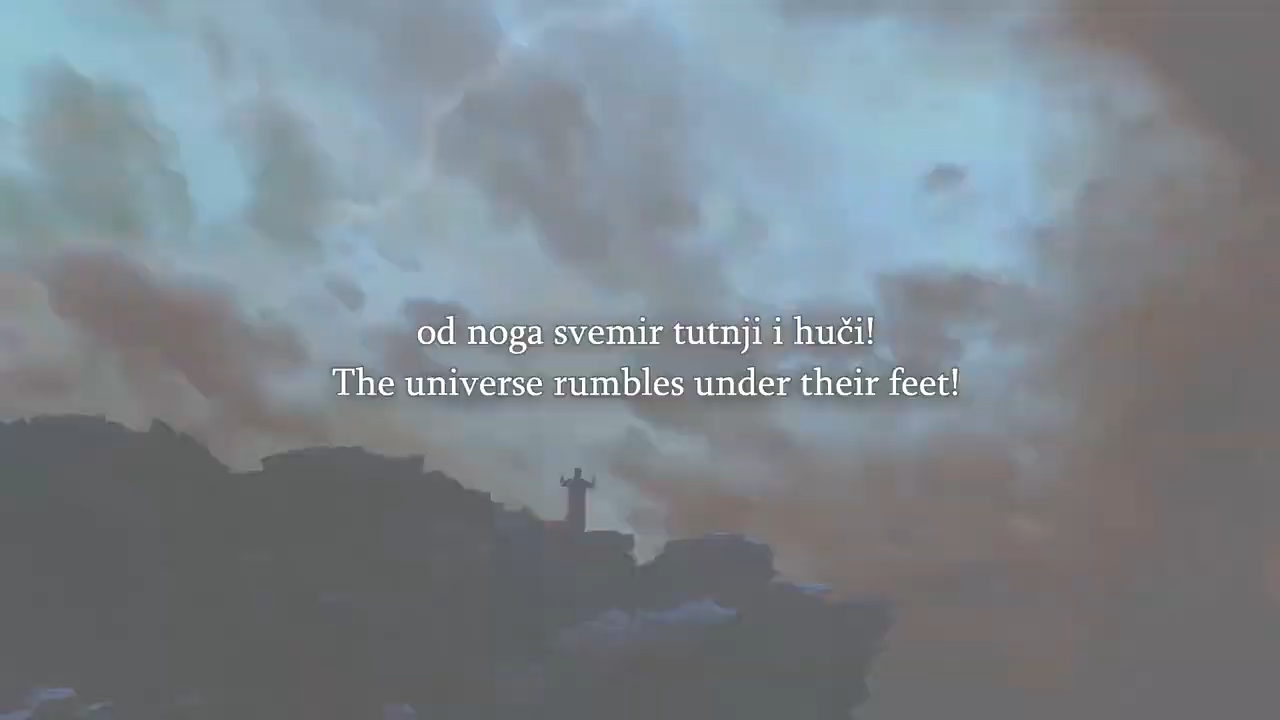 od noga svemir tutnji i huči!
The universe rumbles under their feet!